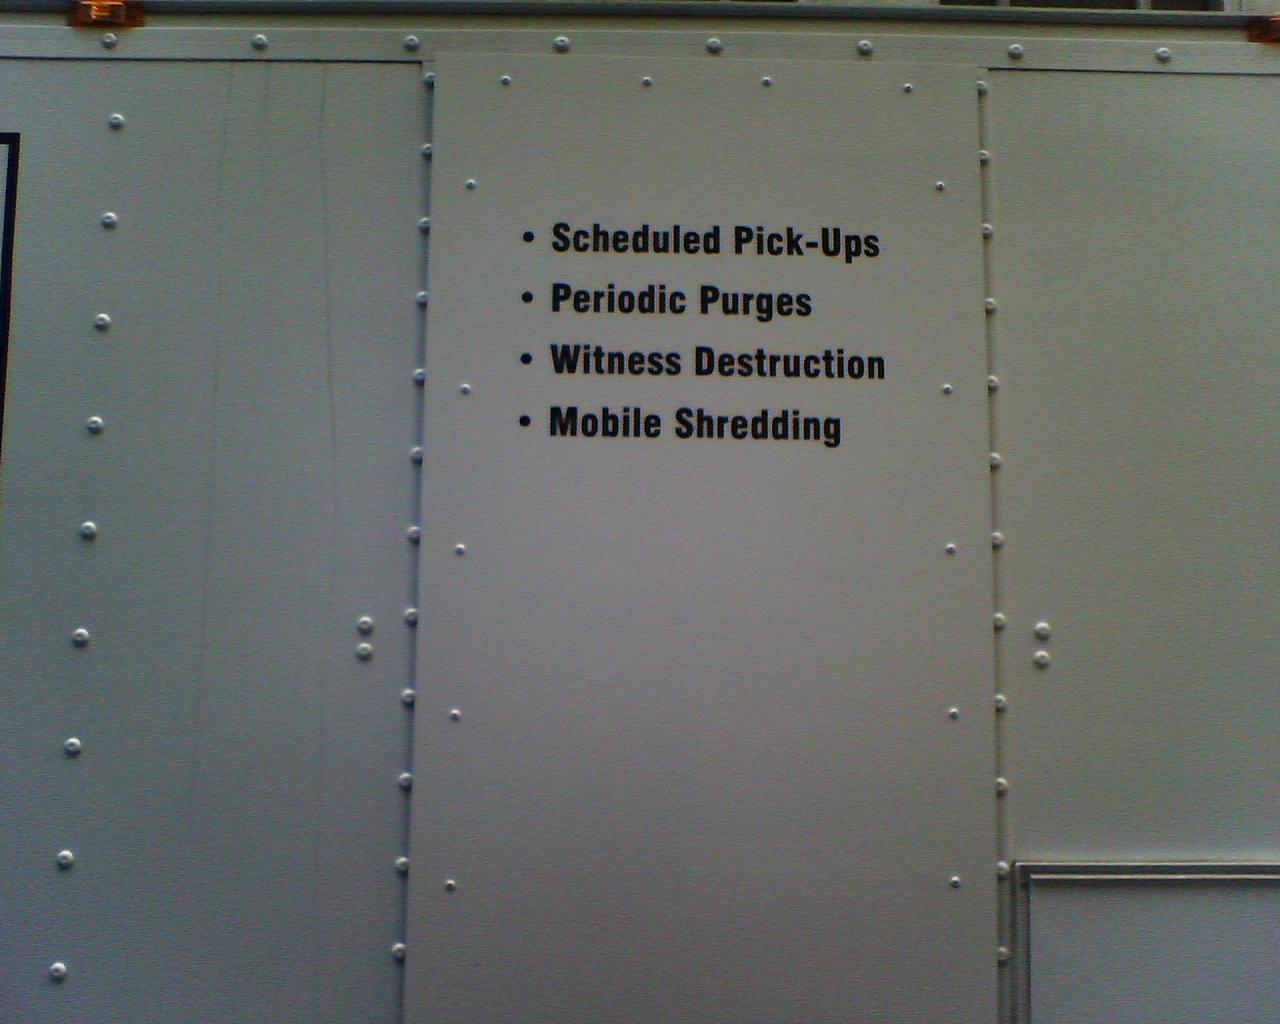 • Scheduled Pick-Ups
• Periodic Purges
• Witness Destruction
• Mobile Shredding